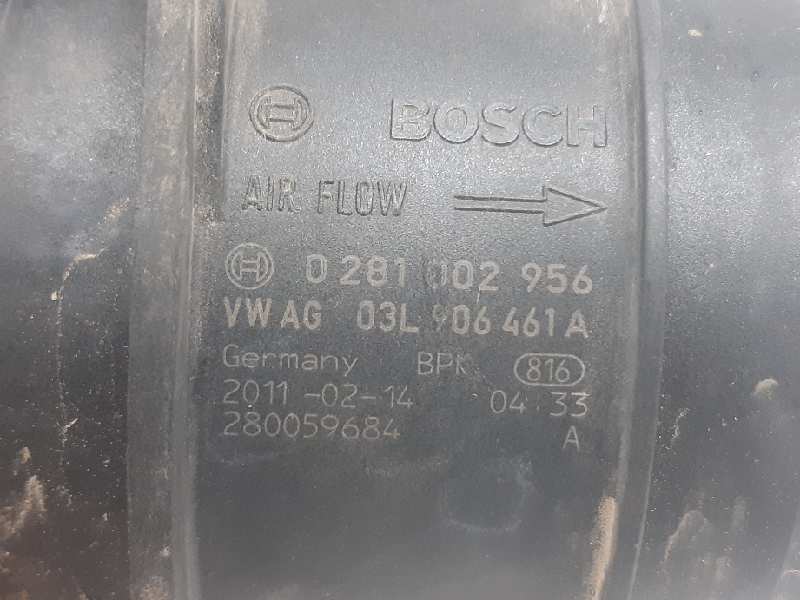 BOSCH
AIR FLOW
0 281 002 956
VW AG 03L 906 461 A
Germany BPK 816
2011-02-14 04:33
280059684 A